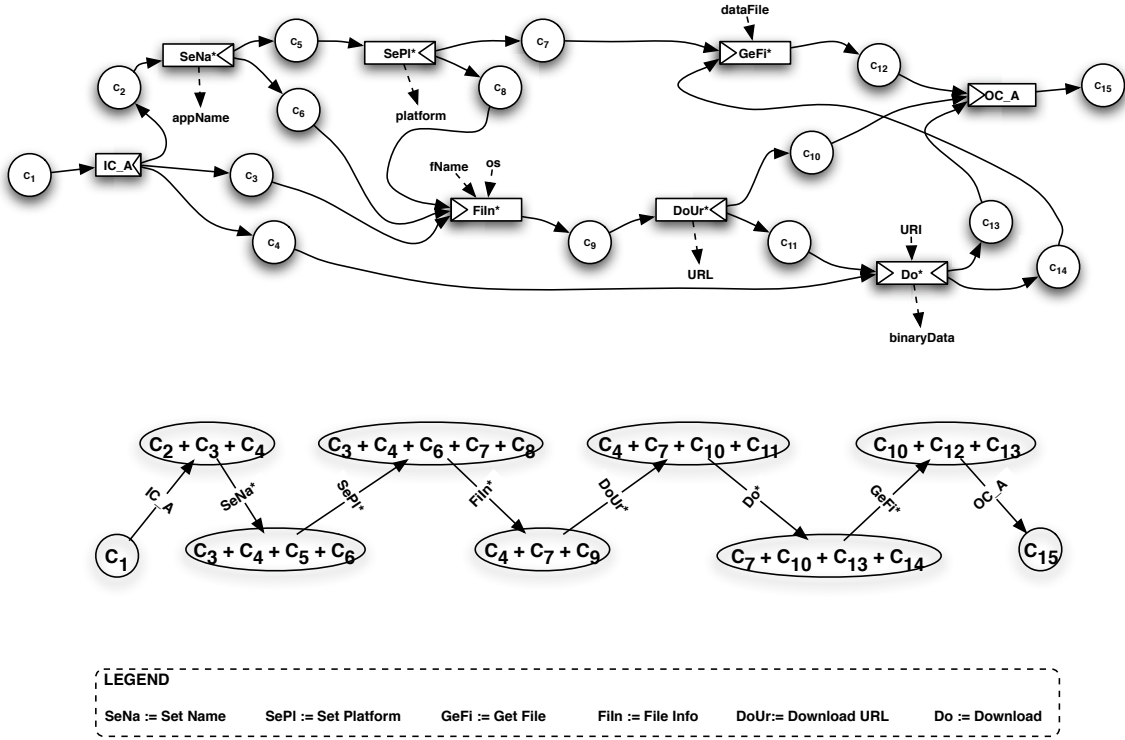 dataFile
C5
C7
SeNa*
SePl*
GeFi*
C12
C2
C8
OC_A
C15
C6
appName
platform
C10
IC_A
fName
os
C1
C3
FiIn*
DoUr*
C13
C9
C11
URI
C4
URL
Do*
C14
binaryData
C2 + C3 + C4
C3 + C4 + C6 + C7 + C8
C4 + C7 + C10 + C11
C10 + C12 + C13
IC_A
SeNa*
SePl*
FiIn*
DoUr*
Do*
GeFi*
OC_A
C1
C3 + C4 + C5 + C6
C4 + C7 + C9
C7 + C10 + C13 + C14
C15
LEGEND
SeNa := Set Name
SePl := Set Platform
GeFi := Get File
FiIn := File Info
DoUr:= Download URL
Do := Download